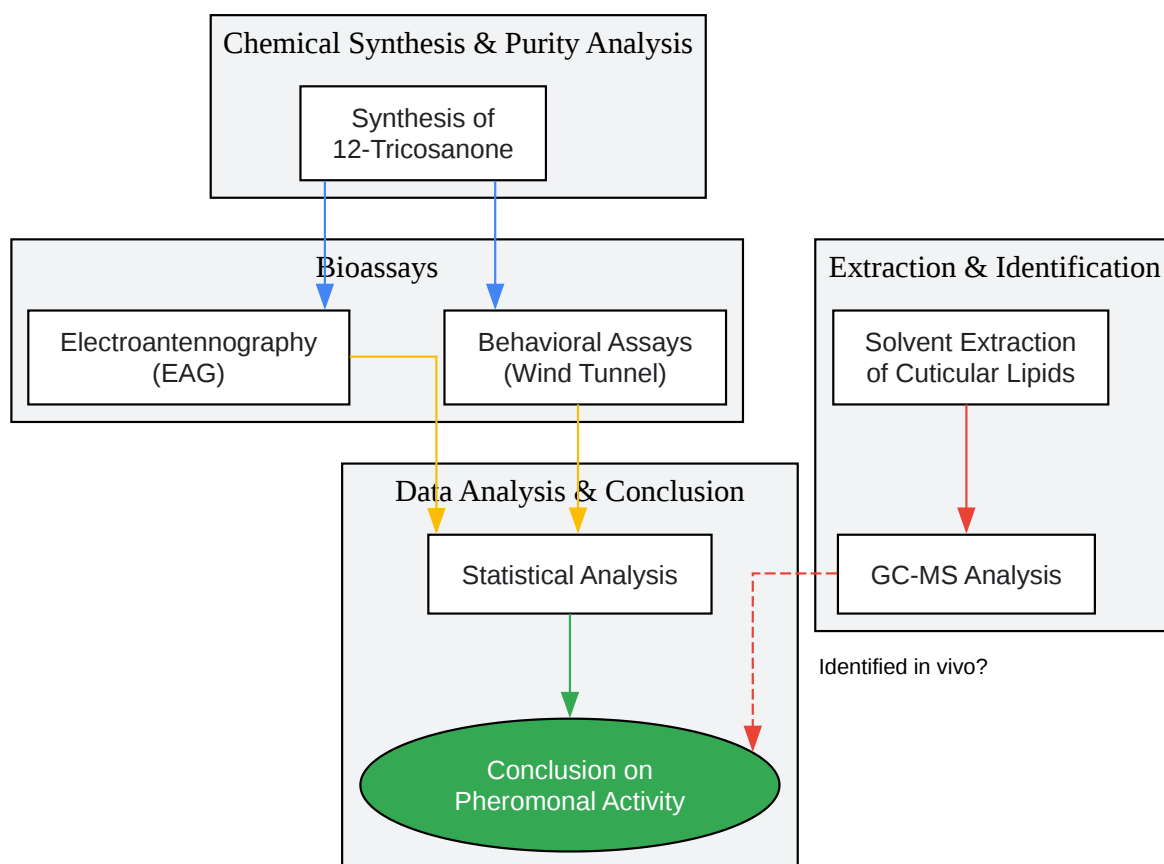 Chemical Synthesis & Purity Analysis
Synthesis of
12-Tricosanone
Bioassays
Electroantennography
(EAG)
Behavioral Assays
(Wind Tunnel)
Extraction & Identification
Solvent Extraction
of Cuticular Lipids
GC-MS Analysis
Identified in vivo?
Data Analysis & Conclusion
Statistical Analysis
Conclusion on
Pheromonal Activity